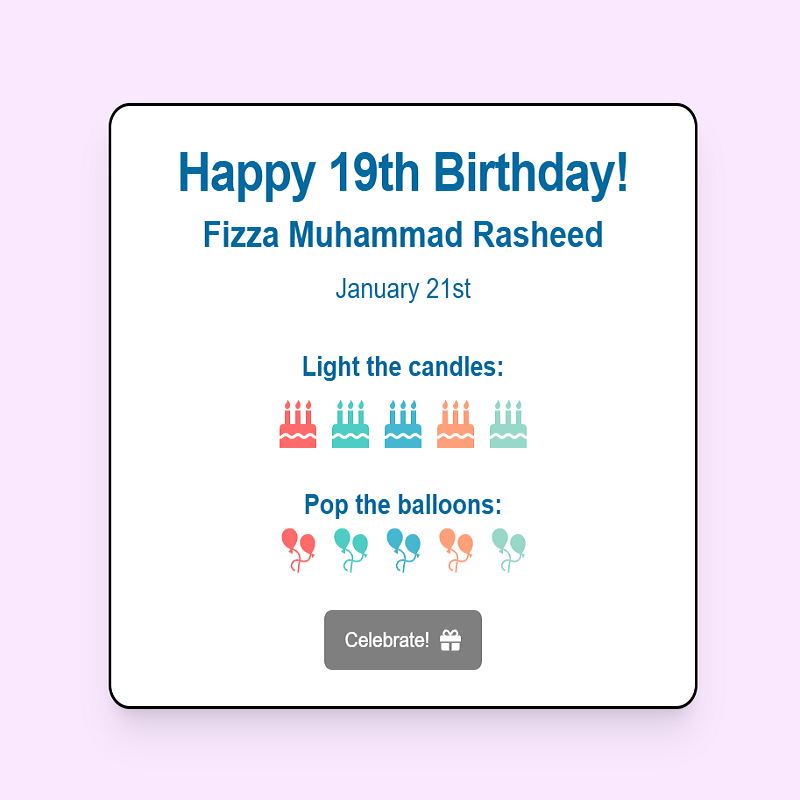 Happy 19th Birthday!
Fizza Muhammad Rasheed
January 21st
Light the candles:
Pop the balloons:
Celebrate!